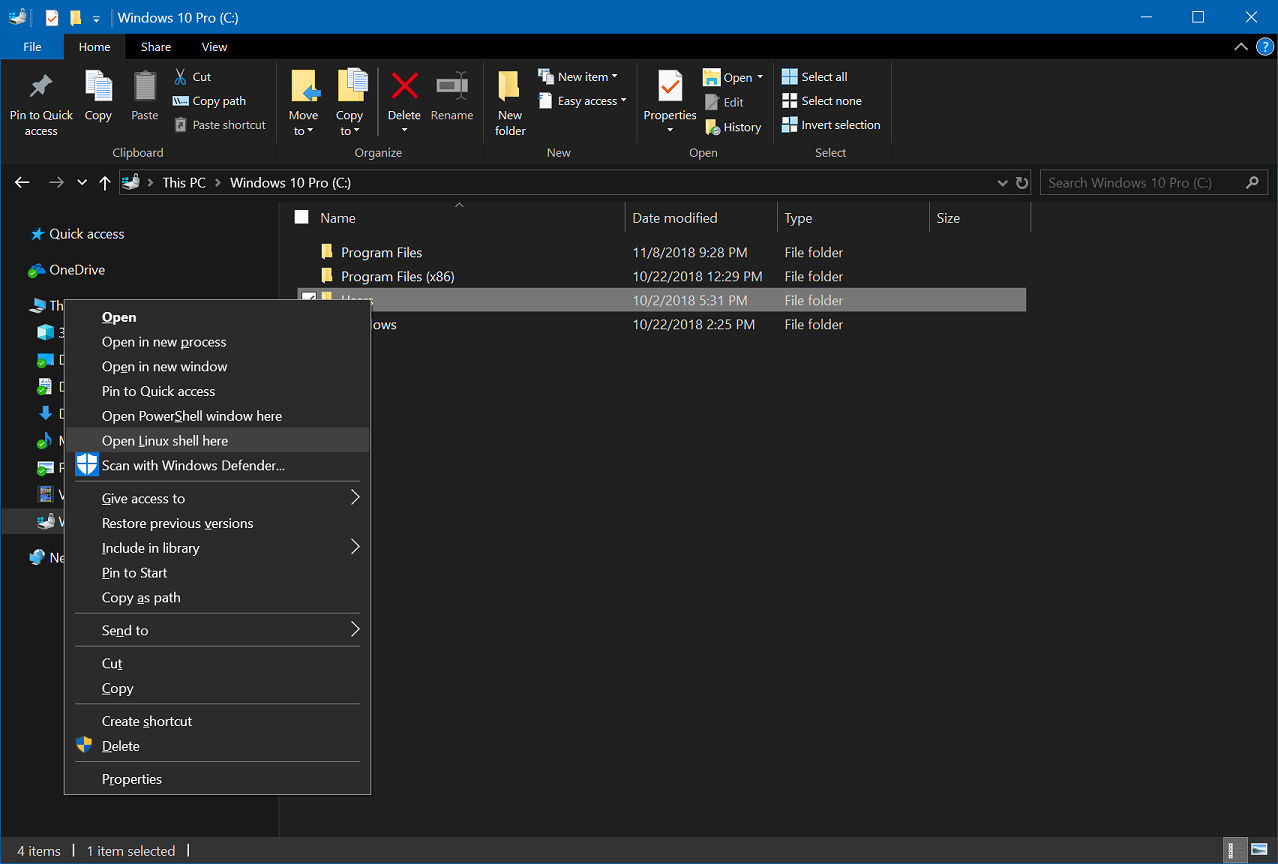 Windows 10 Pro (C:)
File Home Share View
Pin to Quick access
Copy
Paste
Cut
Copy path
Paste shortcut
Clipboard
Move to
Copy to
Delete
Rename
Organize
New folder
New item
Easy access
New
Properties
Open
Edit
History
Open
Select all
Select none
Invert selection
Select
This PC Windows 10 Pro (C:)
Search Windows 10 Pro (C:)
Quick access
OneDrive
Name Date modified Type Size
Program Files 11/8/2018 9:28 PM File folder
Program Files (x86) 10/22/2018 12:29 PM File folder
Users 10/2/2018 5:31 PM File folder
10/22/2018 2:25 PM File folder
Open
Open in new process
Open in new window
Pin to Quick access
Open PowerShell window here
Open Linux shell here
Scan with Windows Defender...
Give access to
Restore previous versions
Include in library
Pin to Start
Copy as path
Send to
Cut
Copy
Create shortcut
Delete
Properties
4 items 1 item selected